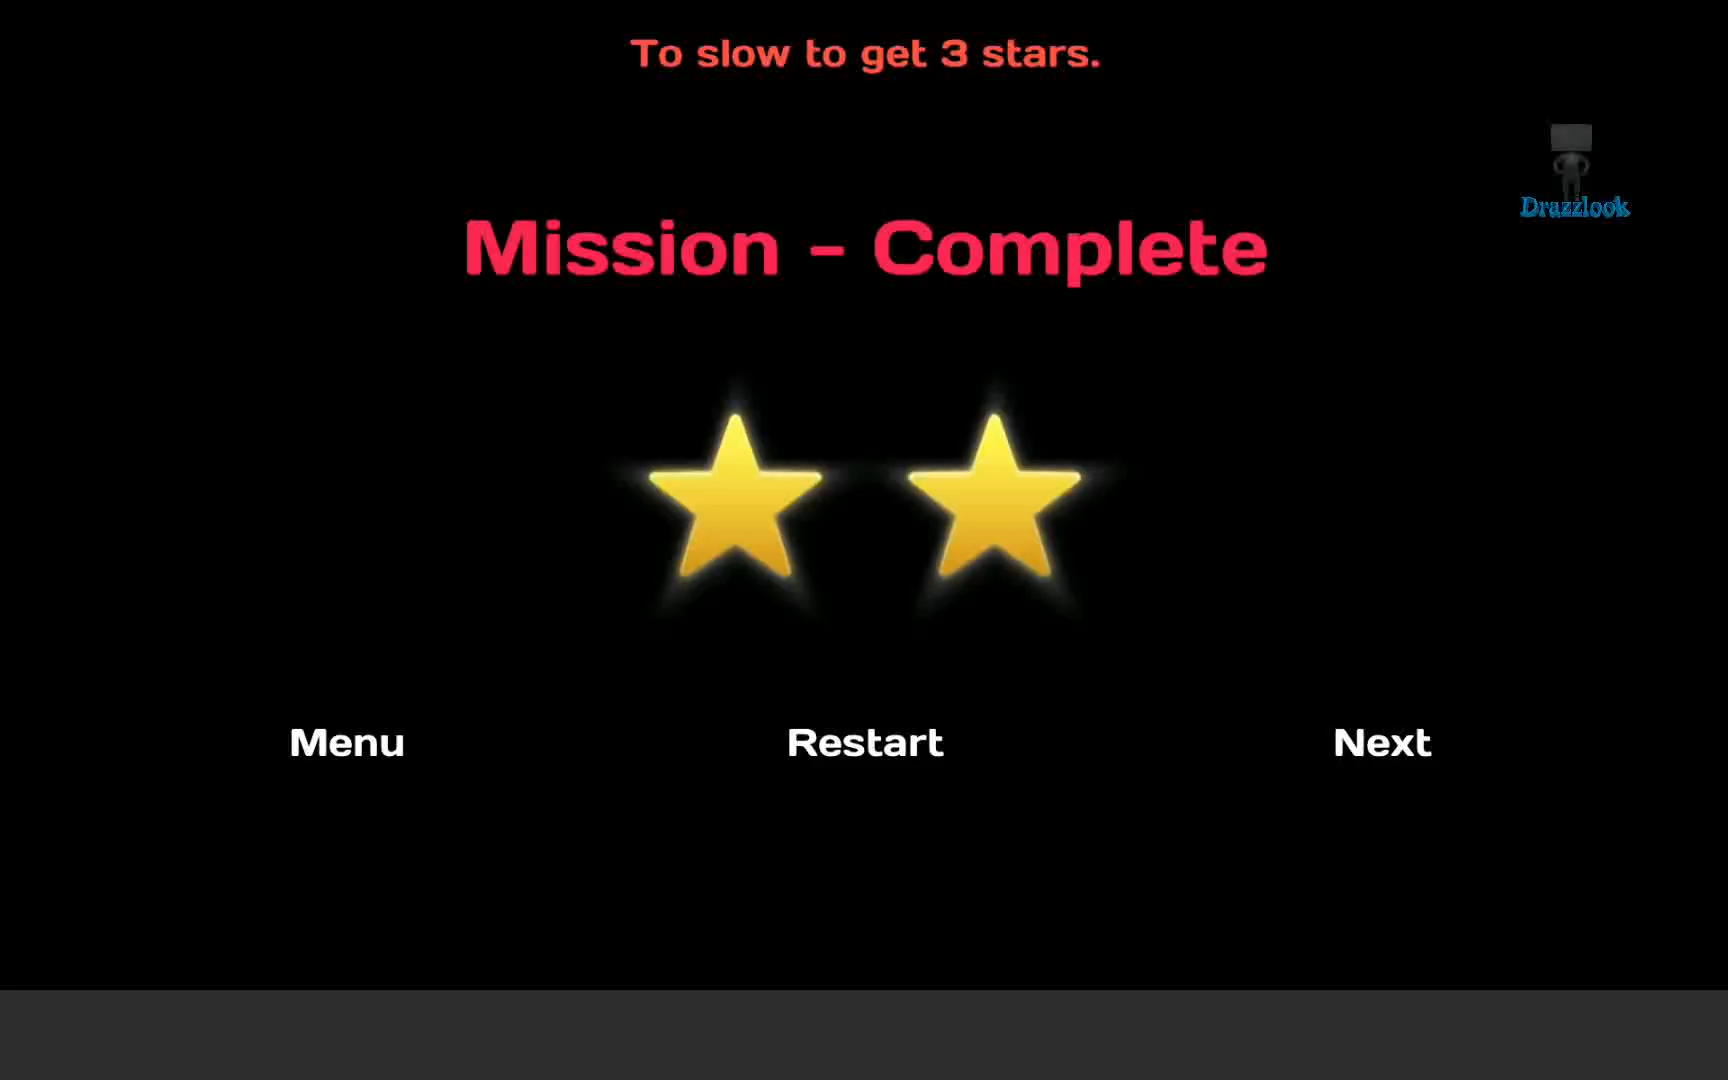 To slow to get 3 stars.
Drazzlook
Mission - Complete
Menu
Restart
Next